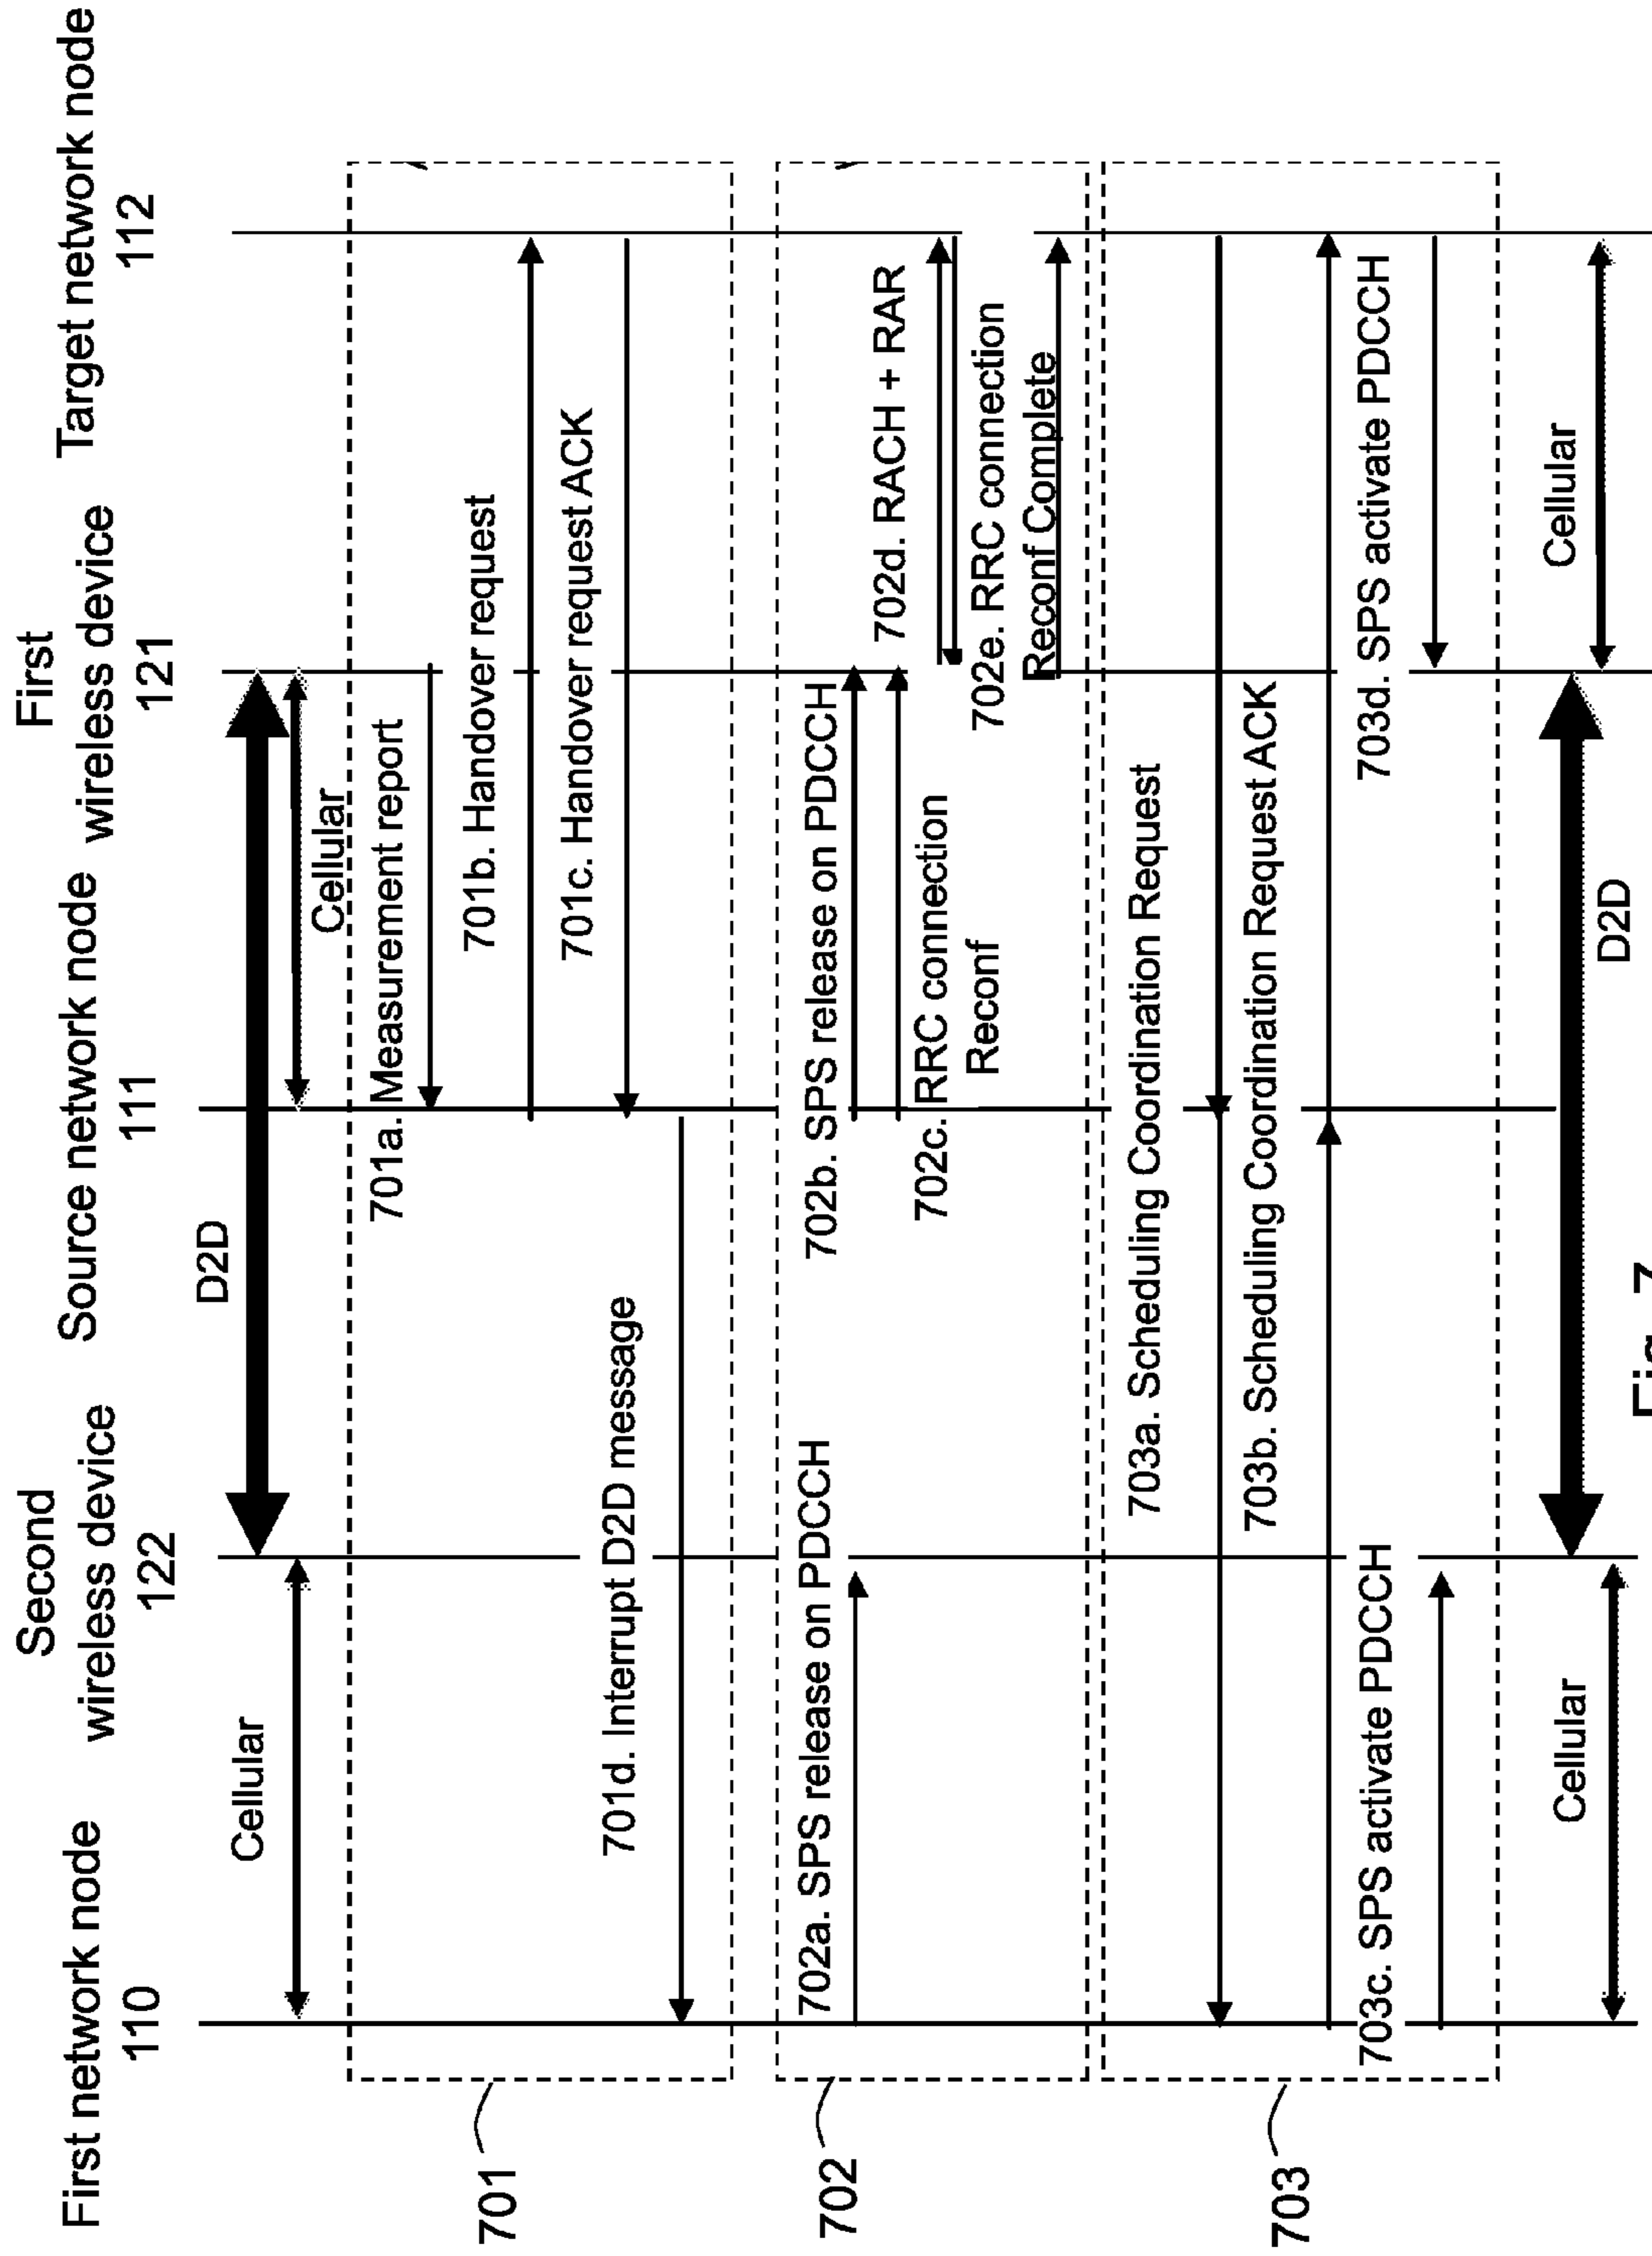 First network node
110
Second
wireless device
122
Source network node
111
First
wireless device
121
Target network node
112
Cellular
D2D
Cellular
701
701a. Measurement report
701b. Handover request
701c. Handover request ACK
701d. Interrupt D2D message
702
702a. SPS release on PDCCH
702b. SPS release on PDCCH
702c. RRC connection
Reconf
702d. RACH + RAR
702e. RRC connection
Reconf Complete
703
703a. Scheduling Coordination Request
703b. Scheduling Coordination Request ACK
703c. SPS activate PDCCH
703d. SPS activate PDCCH
Cellular
D2D
Cellular
Fig. 7